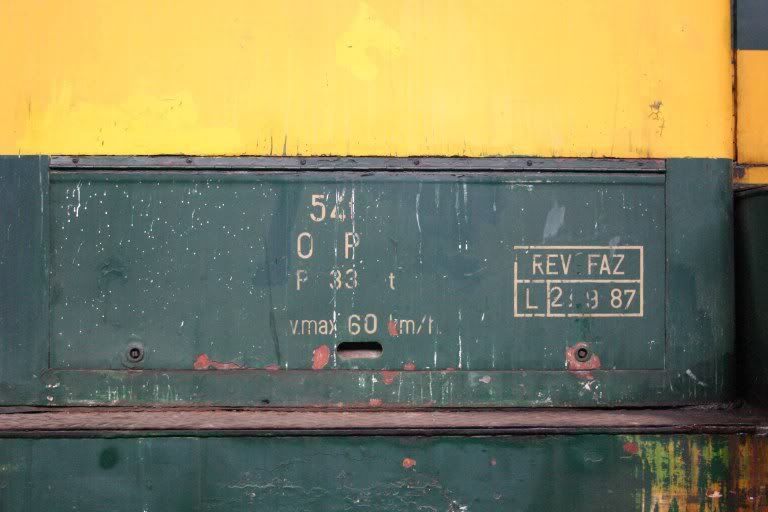 54
O P
P 33 t
v.max 60 km/h.
REV FAZ
L 87